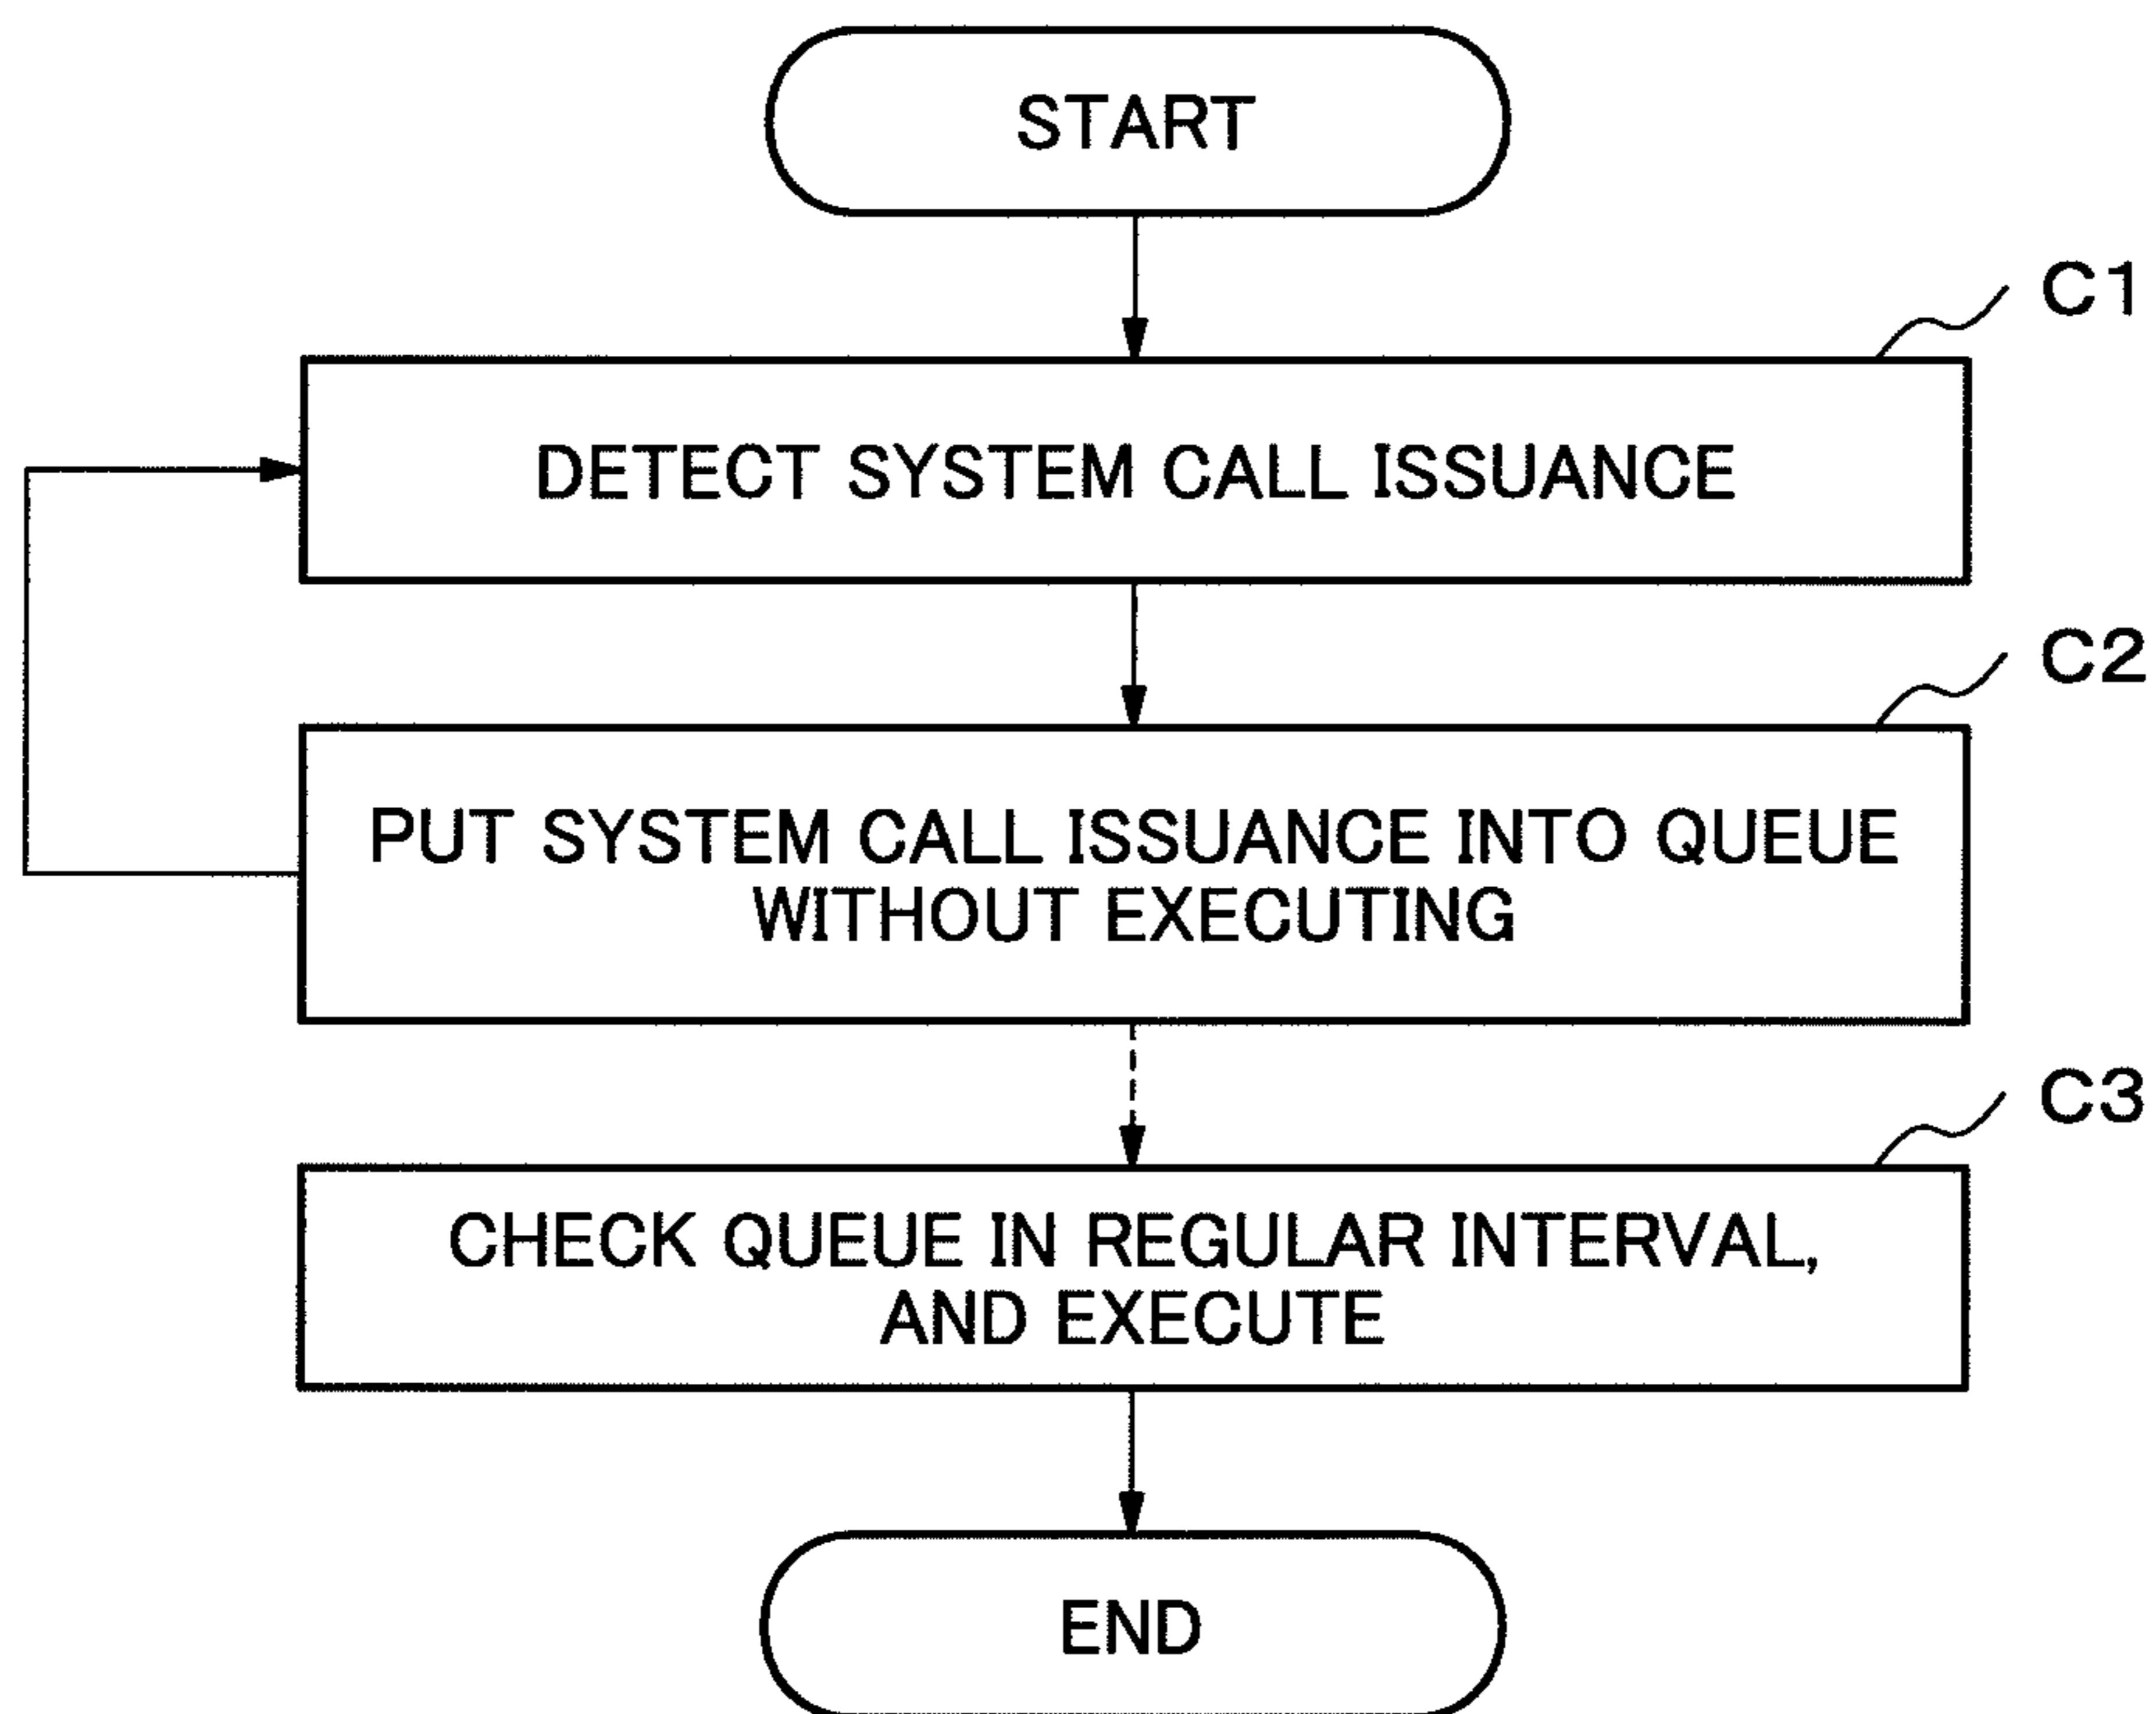 START
C1
DETECT SYSTEM CALL ISSUANCE
C2
PUT SYSTEM CALL ISSUANCE INTO QUEUE
WITHOUT EXECUTING
C3
CHECK QUEUE IN REGULAR INTERVAL,
AND EXECUTE
END